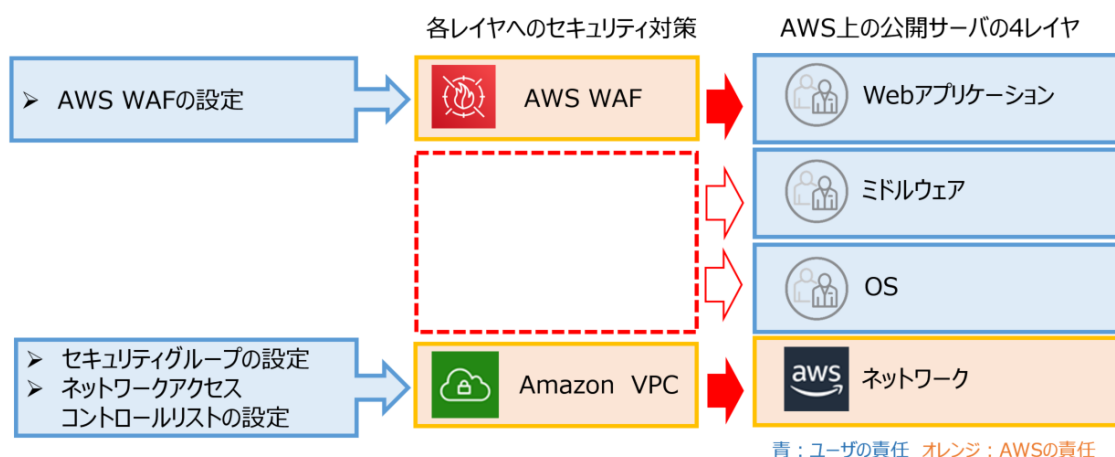 各レイヤへのセキュリティ対策
AWS上の公開サーバの4レイヤ
➢ AWS WAFの設定
AWS WAF
Webアプリケーション
ミドルウェア
OS
➢ セキュリティグループの設定
➢ ネットワークアクセス
コントロールリストの設定
Amazon VPC
aws
ネットワーク
青：ユーザの責任 オレンジ：AWSの責任